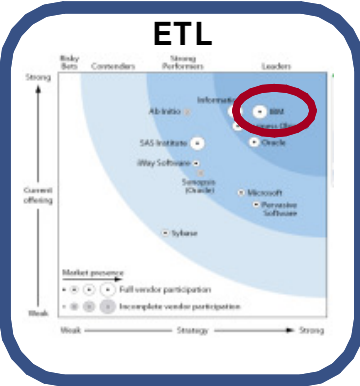 ETL
Risky
Bets
Contenders
Strong
Performers
Leaders
Strong
Ab Initio
IBM
SAS Institute
Oracle
iWay Software
Sunopsis
(Oracle)
Current
offering
Microsoft
Pervasive
Software
Sybase
Market presence
Full vendor participation
Incomplete vendor participation
Weak
Weak
Strategy
Strong